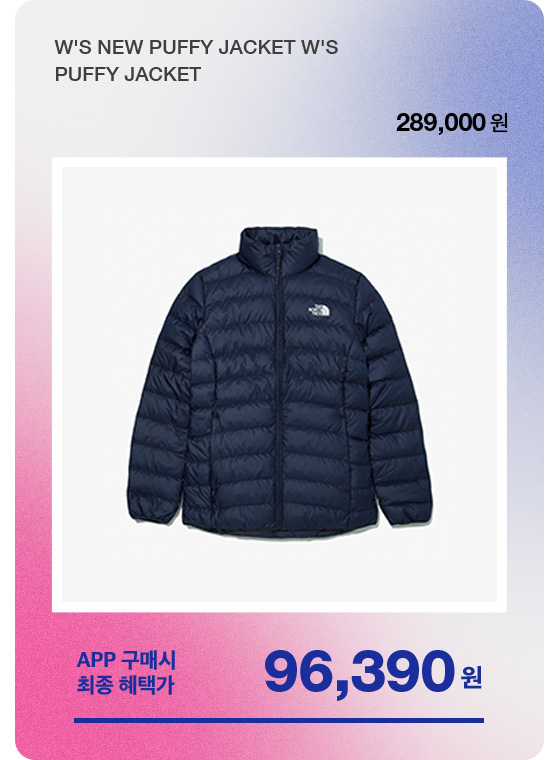 W'S NEW PUFFY JACKET W'S
PUFFY JACKET
289,000 원
THE
NORTH
FACE
APP 구매시
최종 혜택가
96,390 원